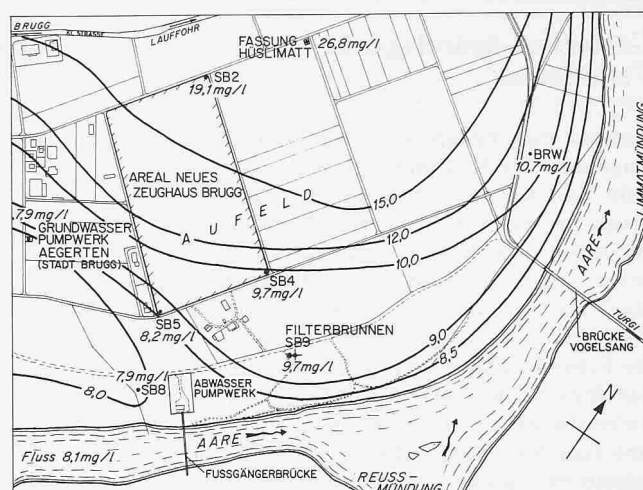 BRUGG
KL. STRASSE
LAUFFOHR
FASSUNG
HÜSLIMATT
26,8 mg/l
SB2
19,1 mg/l
BRW
10,7 mg/l
LIMMATMÜNDUNG
AREAL NEUES
ZEUGHAUS BRUGG
AUFELD
15,0
12,0
10,0
7,9 mg/l
GRUNDWASSER
PUMPWERK
AEGERTEN
(STADT BRUGG)
AARE
SB4
9,7 mg/l
SB5
8,2 mg/l
FILTERBRUNNEN
SB9
9,7 mg/l
9,0
8,5
TURGI
BRÜCKE
VOGELSANG
7,9 mg/l
SB8
8,0
ABWASSER
PUMPWERK
AARE
N
Fluss 8,1 mg/l
FUSSGÄNGERBRÜCKE
REUSS-
MÜNDUNG